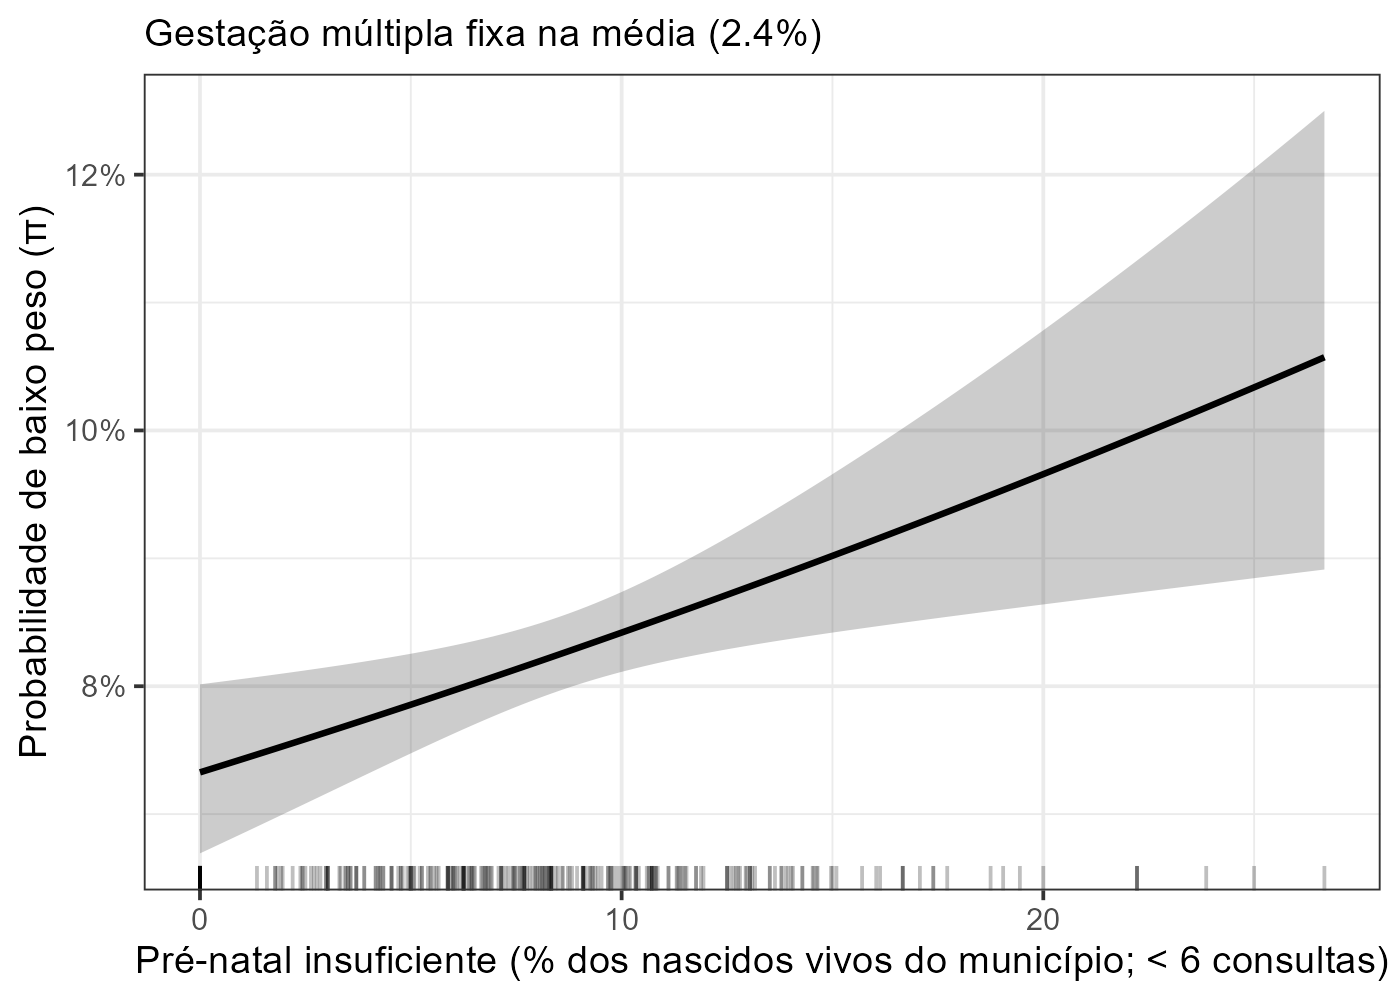 Gestação múltipla fixa na média (2.4%)
Probabilidade de baixo peso (π)
12%
10%
8%
0
10
20
Pré-natal insuficiente (% dos nascidos vivos do município; < 6 consultas)